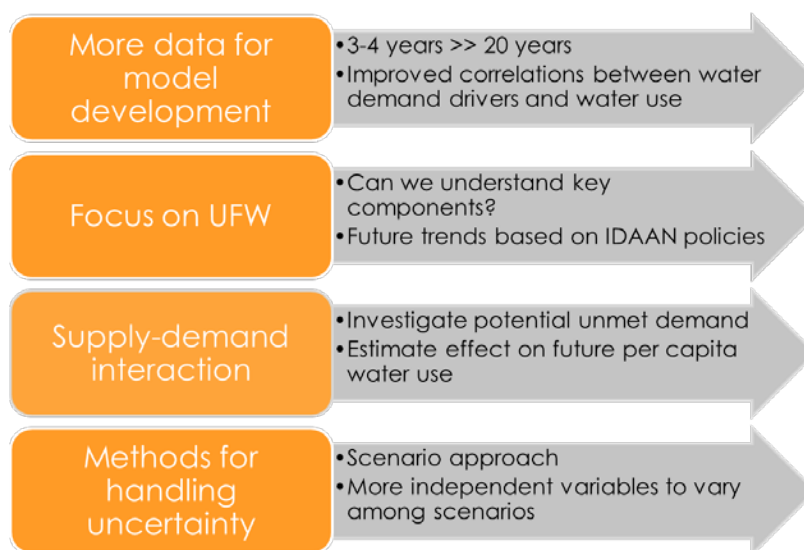 More data for
model
development
•3-4 years >> 20 years
•Improved correlations between water
demand drivers and water use
Focus on UFW
•Can we understand key
components?
•Future trends based on IDAAN policies
Supply-demand
interaction
•Investigate potential unmet demand
•Estimate effect on future per capita
water use
Methods for
handling
uncertainty
•Scenario approach
•More independent variables to vary
among scenarios